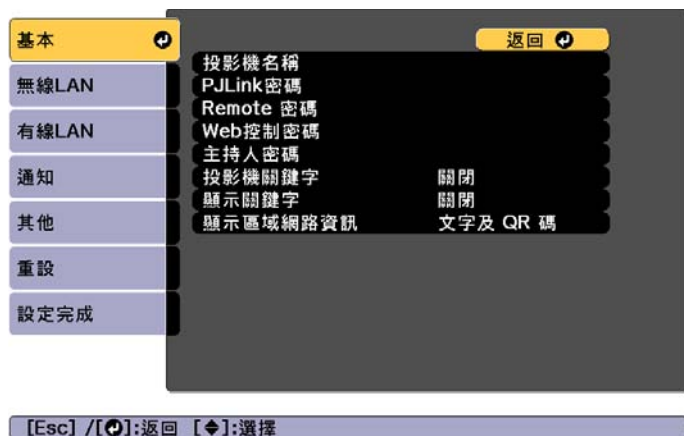 基本
無線LAN
有線LAN
通知
其他
重設
設定完成
返回
投影機名稱
PJLink密碼
Remote 密碼
Web控制密碼
主持人密碼
投影機關鍵字 關閉
顯示關鍵字 關閉
顯示區域網路資訊 文字及 QR 碼
[Esc] /[⏎]:返回 [◆]:選擇